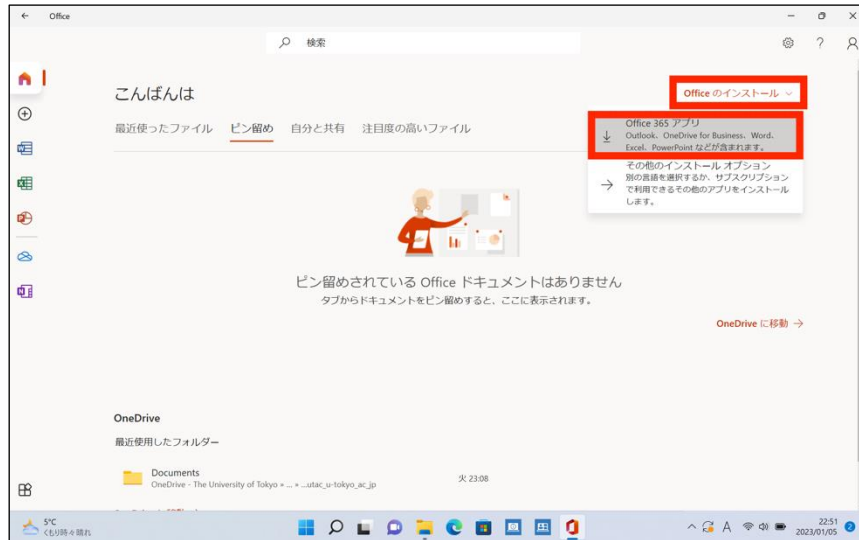 Office
検索
こんばんは
Office のインストール
最近使ったファイル ピン留め 自分と共有 注目度の高いファイル
Office 365 アプリ
Outlook、OneDrive for Business、Word、
Excel、PowerPoint などが含まれます。
その他のインストール オプション
別の言語を選択するか、サブスクリプション
で利用できるその他のアプリをインストール
します。
ピン留めされている Office ドキュメントはありません
タブからドキュメントをピン留めすると、ここに表示されます。
OneDrive に移動
OneDrive
最近使用したフォルダー
Documents
OneDrive - The University of Tokyo » ... » ...utac_u-tokyo_ac_jp
火 23:08
5°C
くもり時々晴れ
A
22:51
2023/01/05
2